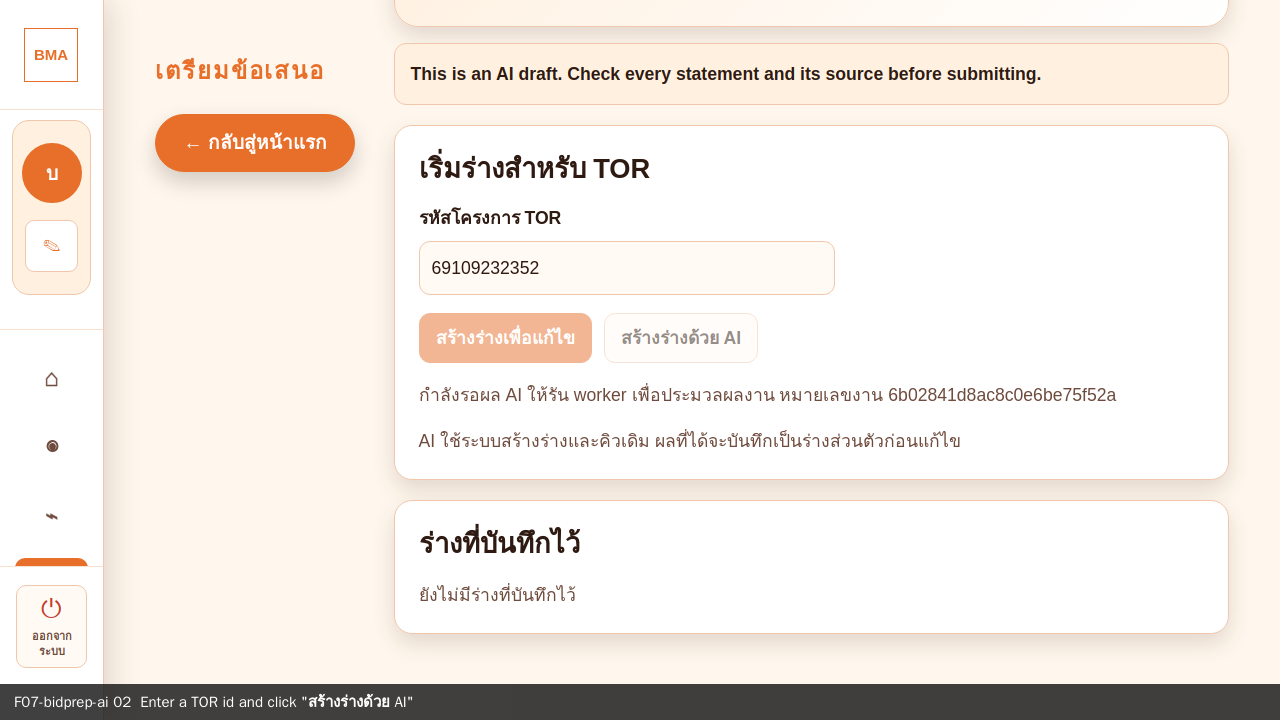 BMA
บ
ออกจาก
ระบบ
เตรียมข้อเสนอ
← กลับสู่หน้าแรก
This is an AI draft. Check every statement and its source before submitting.
เริ่มร่างสำหรับ TOR
รหัสโครงการ TOR
69109232352
สร้างร่างเพื่อแก้ไข
สร้างร่างด้วย AI
กำลังรอผล AI ให้รัน worker เพื่อประมวลผลงาน หมายเลขงาน 6b02841d8ac8c0e6be75f52a
AI ใช้ระบบสร้างร่างและคิวเดิม ผลที่ได้จะบันทึกเป็นร่างส่วนตัวก่อนแก้ไข
ร่างที่บันทึกไว้
ยังไม่มีร่างที่บันทึกไว้
F07-bidprep-ai 02 Enter a TOR id and click "สร้างร่างด้วย AI"